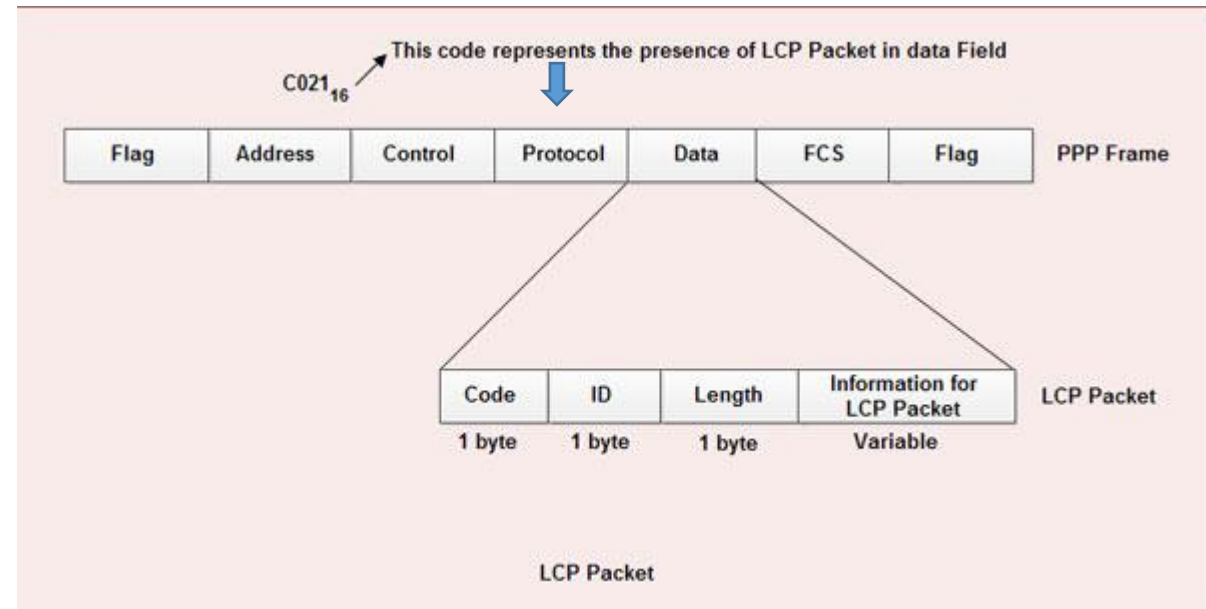 This code represents the presence of LCP Packet in data Field
C021₁₆
Flag Address Control Protocol Data FCS Flag PPP Frame
Code ID Length Information for LCP Packet LCP Packet
1 byte 1 byte 1 byte Variable
LCP Packet